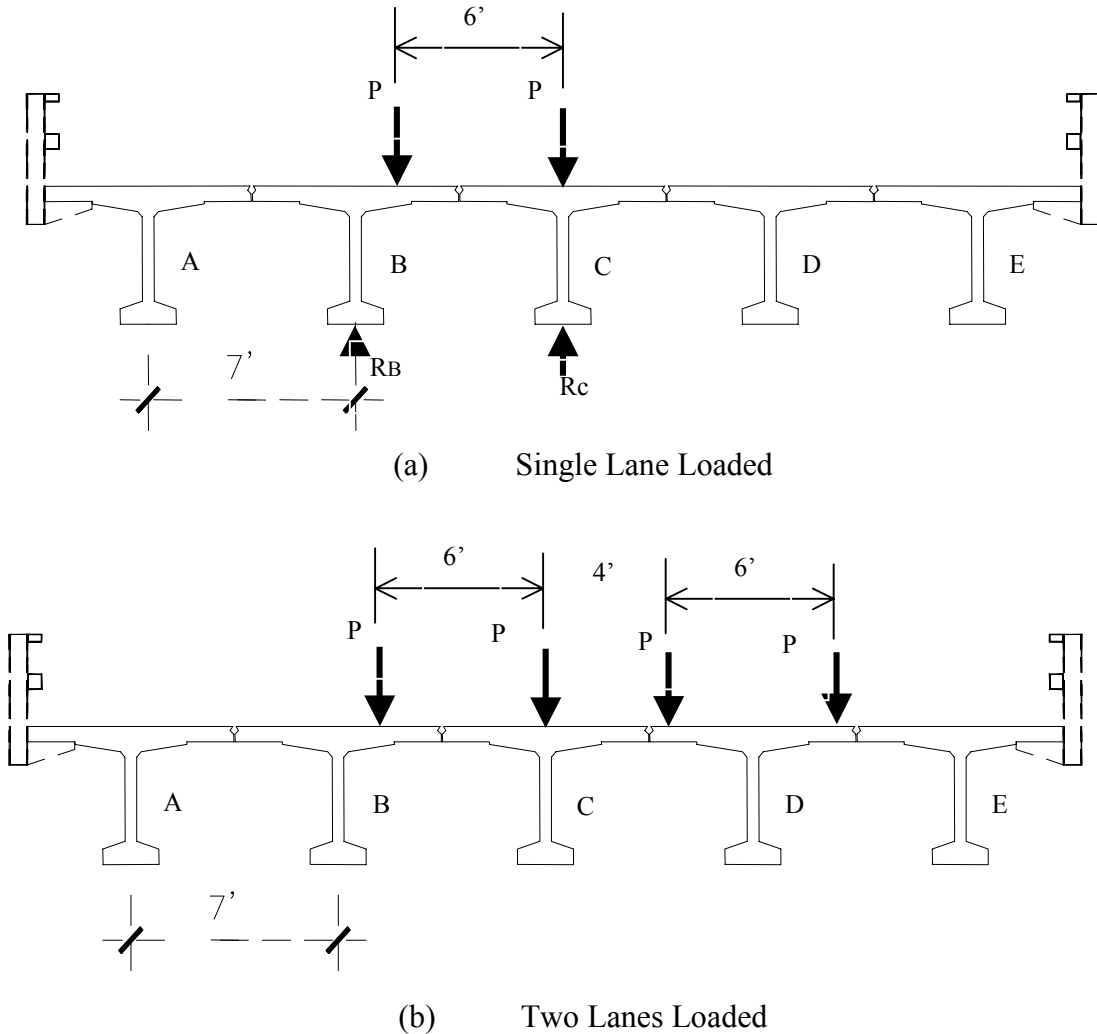 6’
P P
A B C D E
7’
RB Rc
(a) Single Lane Loaded
6’ 4’ 6’
P P P P
A B C D E
7’
(b) Two Lanes Loaded